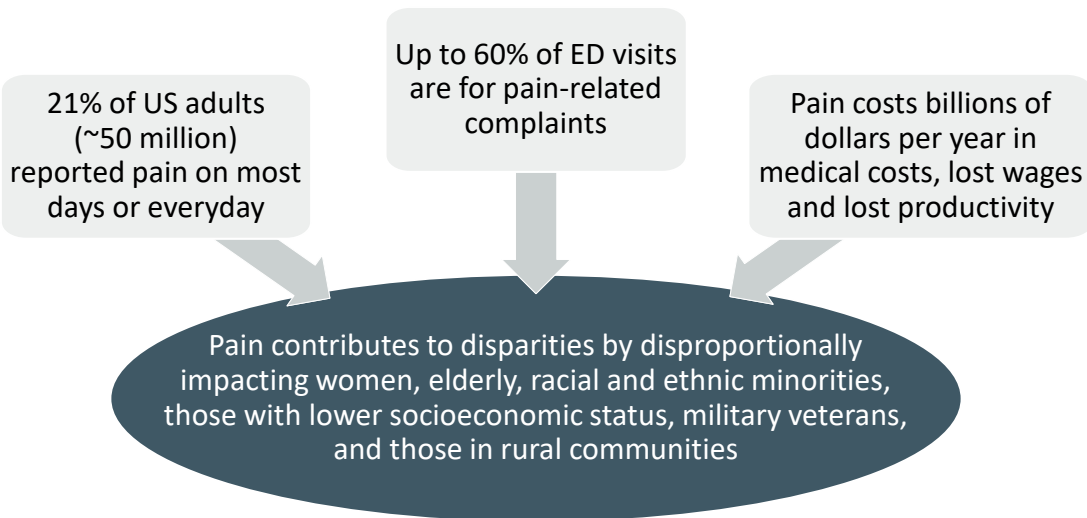 21% of US adults
(~50 million)
reported pain on most
days or everyday
Up to 60% of ED visits
are for pain-related
complaints
Pain costs billions of
dollars per year in
medical costs, lost wages
and lost productivity
Pain contributes to disparities by disproportionally
impacting women, elderly, racial and ethnic minorities,
those with lower socioeconomic status, military veterans,
and those in rural communities